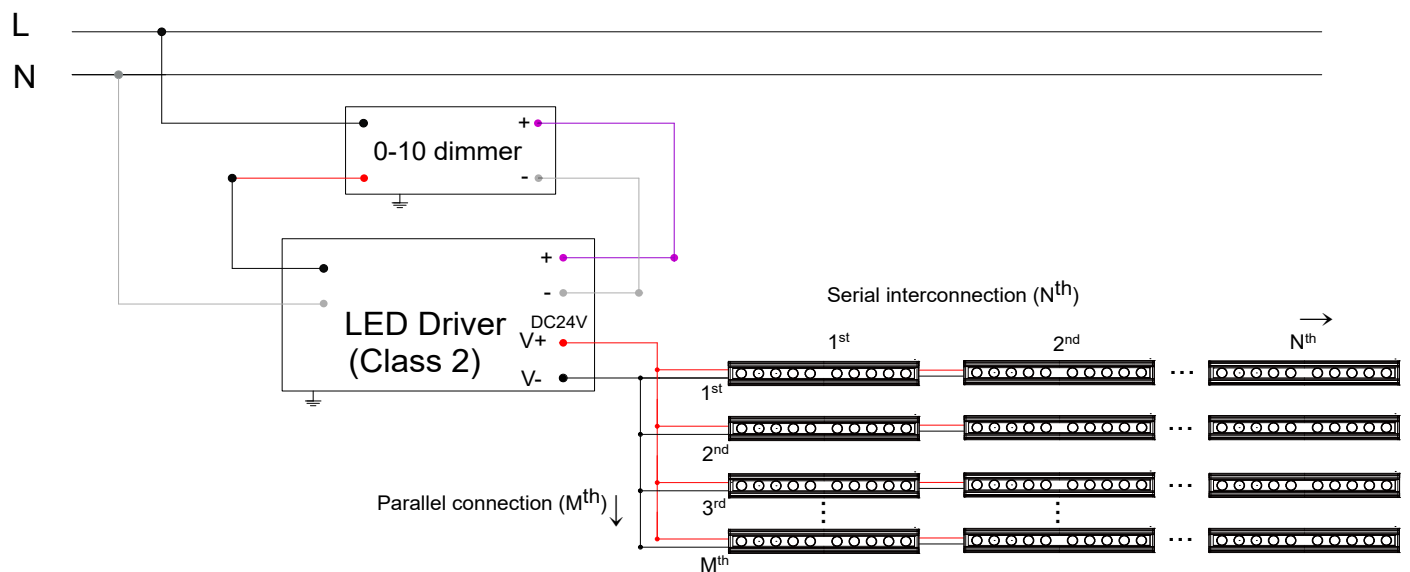 L
N
+
0-10 dimmer
-
+
-
LED Driver
(Class 2)
DC24V
V+
V-
Serial interconnection (Nth)
1st
2nd
Nth
1st
...
2nd
...
Parallel connection (Mth)
3rd
...
Mth
...